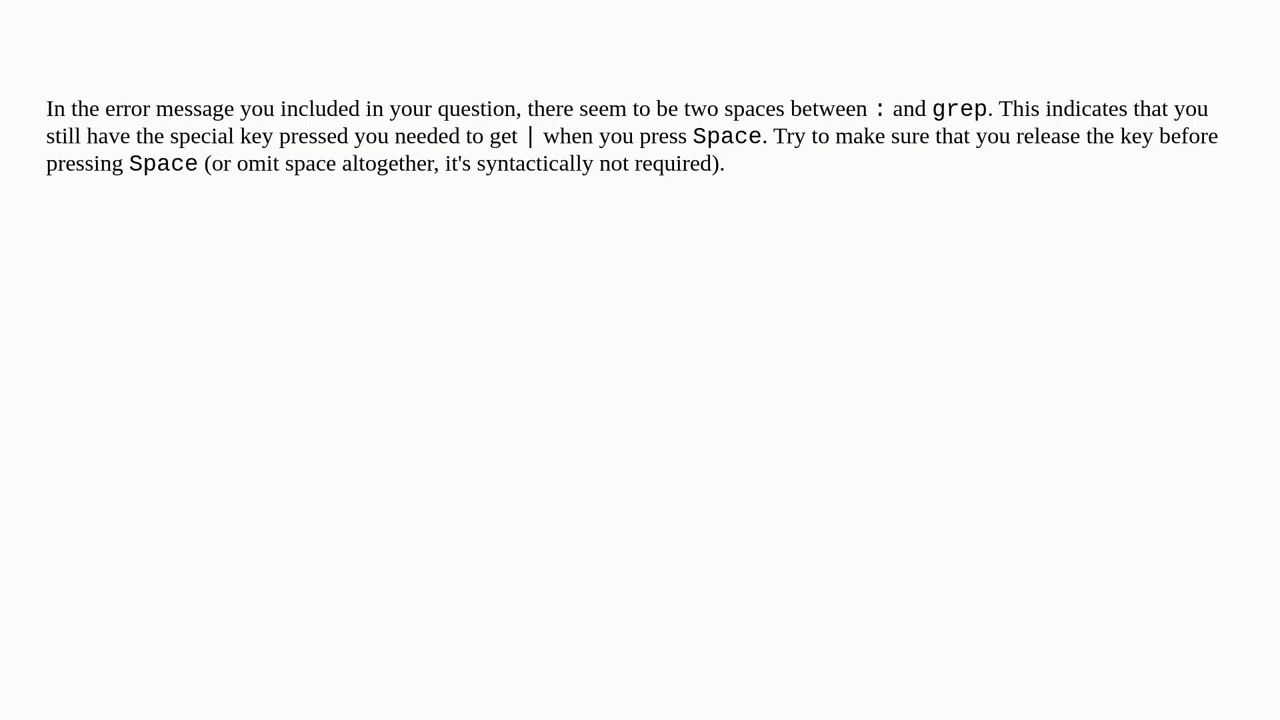 In the error message you included in your question, there seem to be two spaces between : and grep. This indicates that you
still have the special key pressed you needed to get | when you press Space. Try to make sure that you release the key before
pressing Space (or omit space altogether, it's syntactically not required).